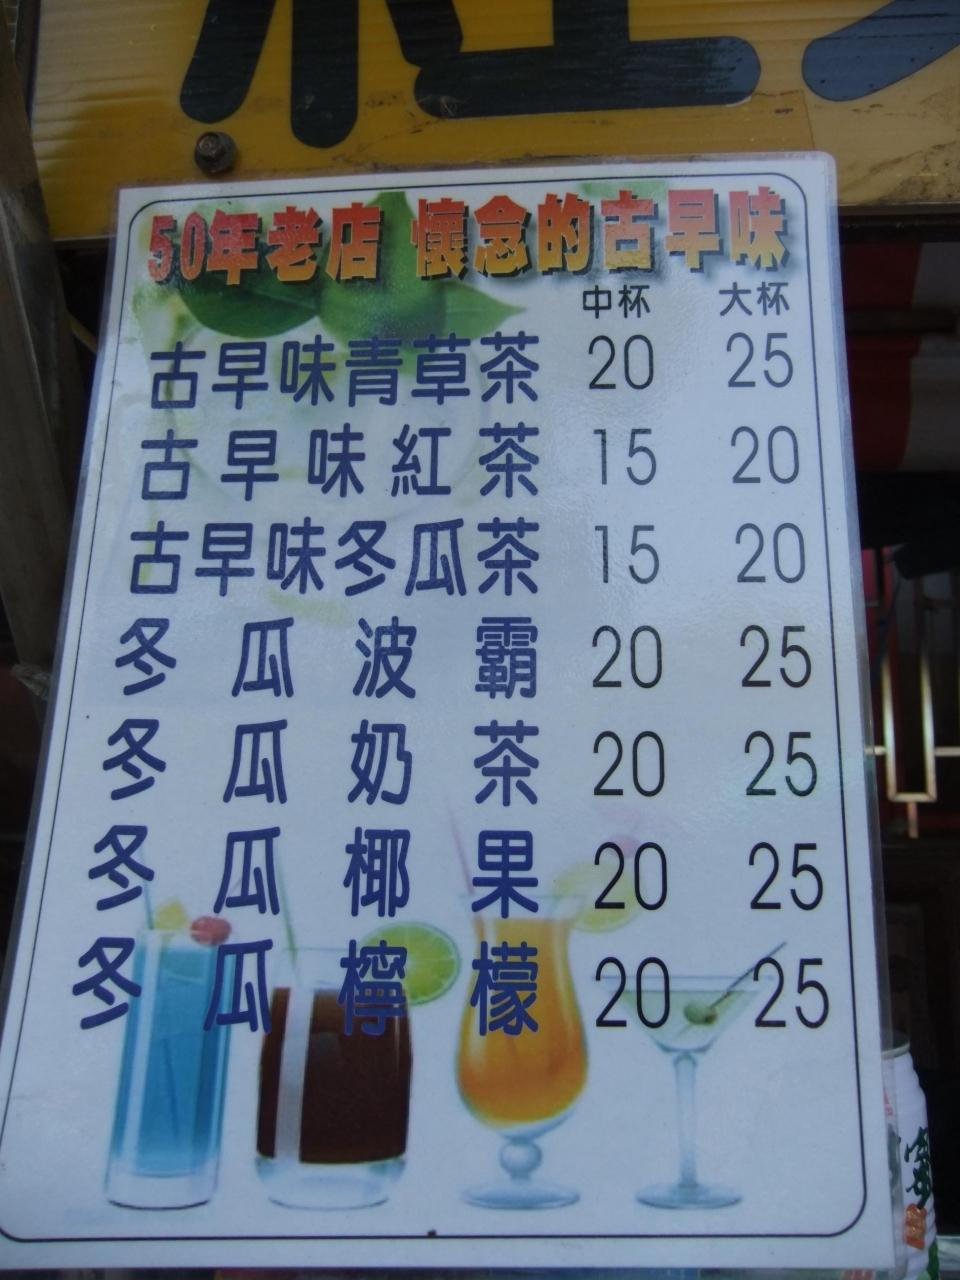 50年老店 懷念的古早味
中杯 大杯
古早味青草茶 20 25
古早味紅茶 15 20
古早味冬瓜茶 15 20
冬瓜波霸 20 25
冬瓜奶茶 20 25
冬瓜椰果 20 25
冬瓜檸檬 20 25